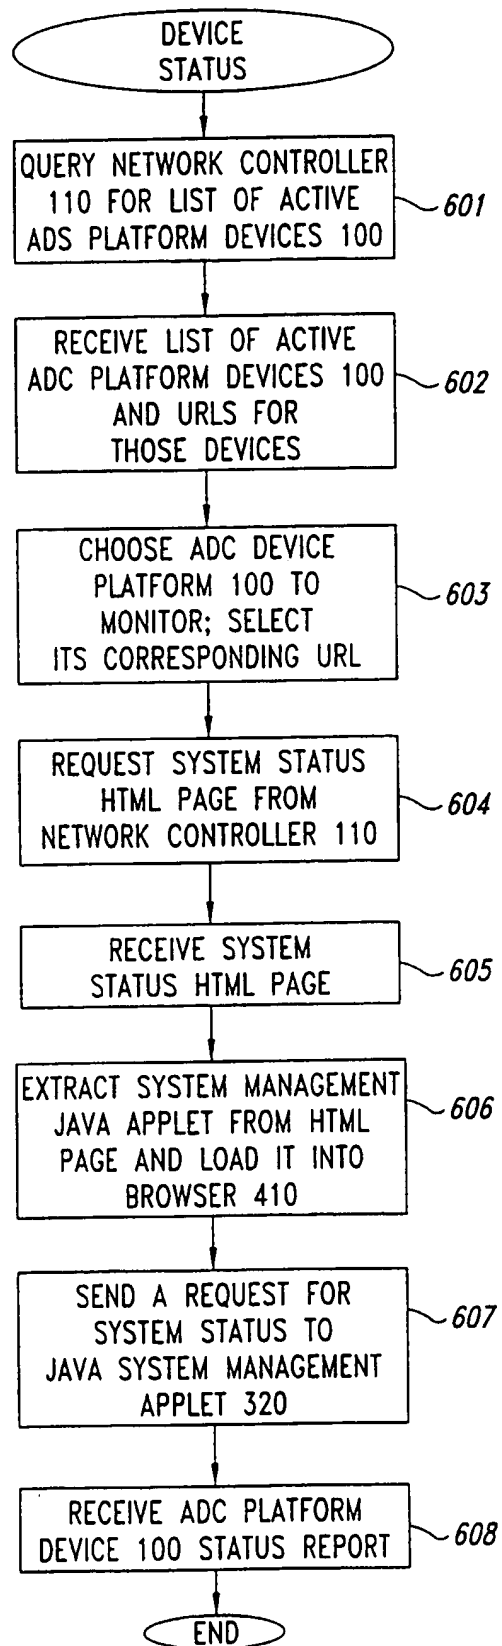 DEVICE
STATUS
QUERY NETWORK CONTROLLER
110 FOR LIST OF ACTIVE
ADS PLATFORM DEVICES 100
601
RECEIVE LIST OF ACTIVE
ADC PLATFORM DEVICES 100
AND URLS FOR
THOSE DEVICES
602
CHOOSE ADC DEVICE
PLATFORM 100 TO
MONITOR; SELECT
ITS CORRESPONDING URL
603
REQUEST SYSTEM STATUS
HTML PAGE FROM
NETWORK CONTROLLER 110
604
RECEIVE SYSTEM
STATUS HTML PAGE
605
EXTRACT SYSTEM MANAGEMENT
JAVA APPLET FROM HTML
PAGE AND LOAD IT INTO
BROWSER 410
606
SEND A REQUEST FOR
SYSTEM STATUS TO
JAVA SYSTEM MANAGEMENT
APPLET 320
607
RECEIVE ADC PLATFORM
DEVICE 100 STATUS REPORT
608
END